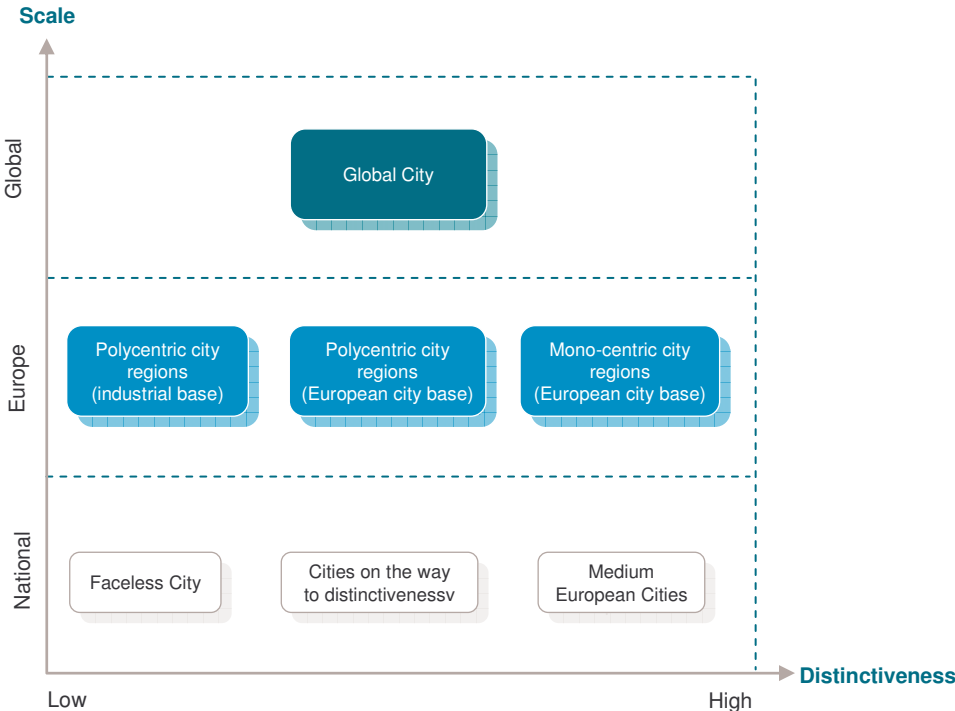 Scale
Global
Global City
Europe
Polycentric city
regions
(industrial base)
Polycentric city
regions
(European city base)
Mono-centric city
regions
(European city base)
National
Faceless City
Cities on the way
to distinctivenessv
Medium
European Cities
Distinctiveness
Low
High